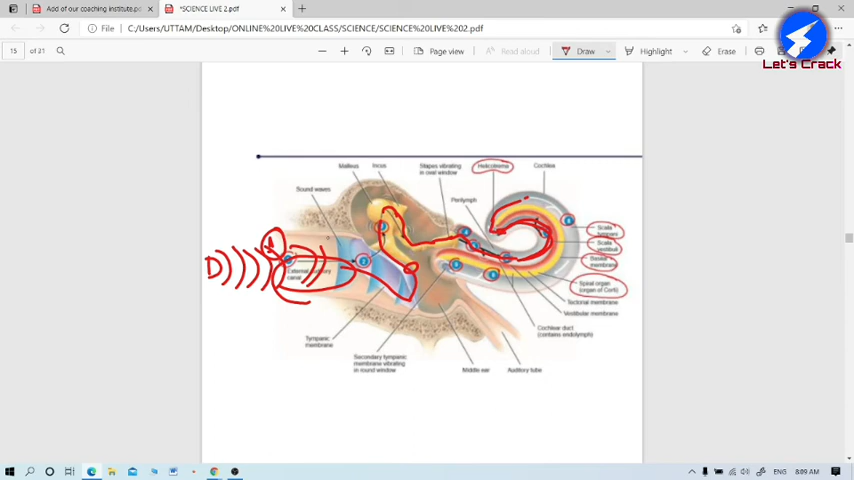 Add of our coaching institute.pd
*SCIENCE LIVE 2.pdf
File
C:/Users/UTTAM/Desktop/ONLINE%20LIVE%20CLASS/SCIENCE/SCIENCE%20LIVE%202.pdf
15 of 21
Page view
Read aloud
Draw
Highlight
Erase
Let's Crack
Malleus
Incus
Stapes vibrating
in oval window
Helicotrema
Cochlea
Sound waves
Perilymph
Scala
tympani
Scala
vestibuli
Basilar
membrane
Spiral organ
(organ of Corti)
Tectorial membrane
Vestibular membrane
Cochlear duct
(contains endolymph)
External auditory
canal
Tympanic
membrane
Secondary tympanic
membrane vibrating
in round window
Middle ear
Auditory tube
ENG
8:09 AM